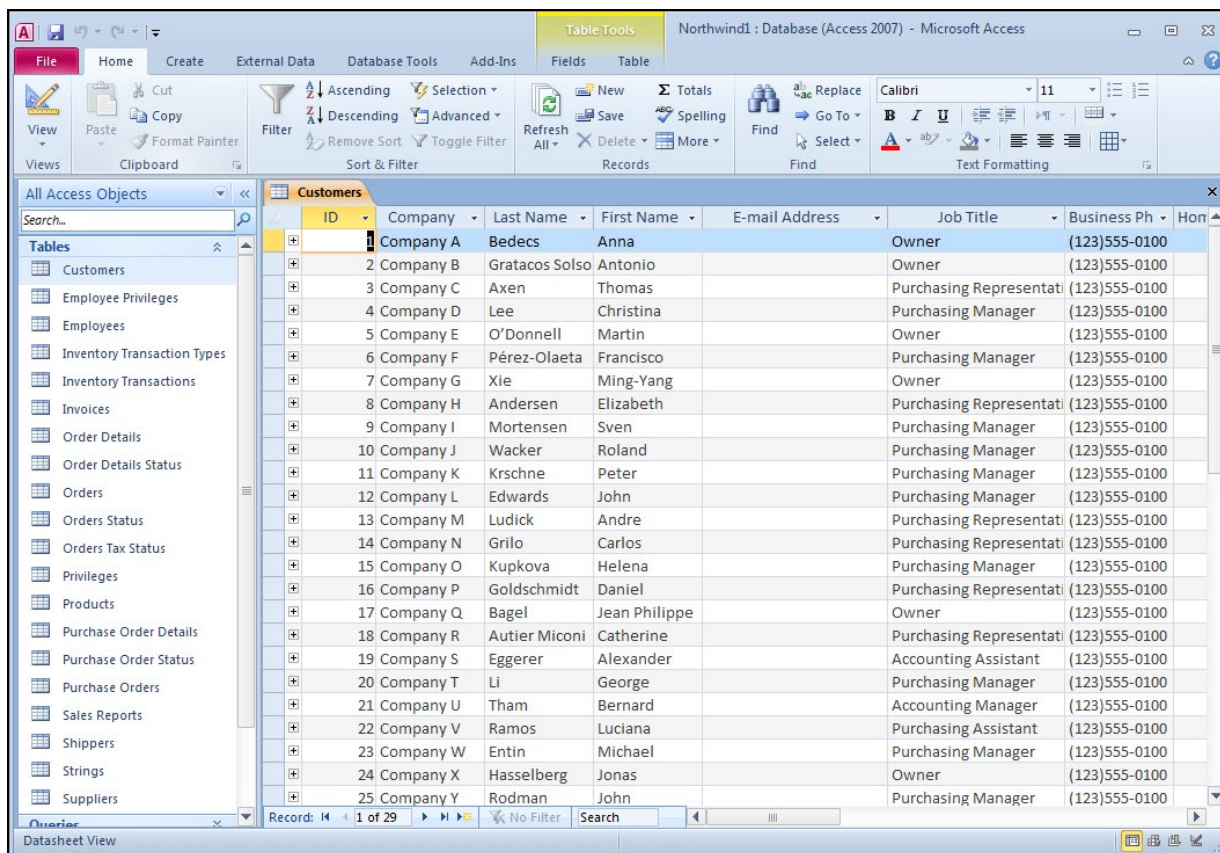 Table Tools Northwind1 : Database (Access 2007) - Microsoft Access
File Home Create External Data Database Tools Add-Ins Fields Table
View
Views
Paste
Cut
Copy
Format Painter
Clipboard
Filter
Ascending
Descending
Remove Sort
Selection
Advanced
Toggle Filter
Sort & Filter
Refresh
All
New
Save
Delete
Totals
Spelling
More
Records
Find
Replace
Go To
Select
Find
Calibri 11
B I U
A
Text Formatting
All Access Objects
Search...
Tables
Customers
Employee Privileges
Employees
Inventory Transaction Types
Inventory Transactions
Invoices
Order Details
Order Details Status
Orders
Orders Status
Orders Tax Status
Privileges
Products
Purchase Order Details
Purchase Order Status
Purchase Orders
Sales Reports
Shippers
Strings
Suppliers
Queries
Customers
ID Company Last Name First Name E-mail Address Job Title Business Ph Hom
1 Company A Bedecs Anna Owner (123)555-0100
2 Company B Gratacos Solso Antonio Owner (123)555-0100
3 Company C Axen Thomas Purchasing Representati (123)555-0100
4 Company D Lee Christina Purchasing Manager (123)555-0100
5 Company E O’Donnell Martin Owner (123)555-0100
6 Company F Pérez-Olaeta Francisco Purchasing Manager (123)555-0100
7 Company G Xie Ming-Yang Owner (123)555-0100
8 Company H Andersen Elizabeth Purchasing Representati (123)555-0100
9 Company I Mortensen Sven Purchasing Manager (123)555-0100
10 Company J Wacker Roland Purchasing Manager (123)555-0100
11 Company K Krschne Peter Purchasing Manager (123)555-0100
12 Company L Edwards John Purchasing Manager (123)555-0100
13 Company M Ludick Andre Purchasing Representati (123)555-0100
14 Company N Grilo Carlos Purchasing Representati (123)555-0100
15 Company O Kupkova Helena Purchasing Manager (123)555-0100
16 Company P Goldschmidt Daniel Purchasing Representati (123)555-0100
17 Company Q Bagel Jean Philippe Owner (123)555-0100
18 Company R Autier Miconi Catherine Purchasing Representati (123)555-0100
19 Company S Eggerer Alexander Accounting Assistant (123)555-0100
20 Company T Li George Purchasing Manager (123)555-0100
21 Company U Tham Bernard Accounting Manager (123)555-0100
22 Company V Ramos Luciana Purchasing Assistant (123)555-0100
23 Company W Entin Michael Purchasing Manager (123)555-0100
24 Company X Hasselberg Jonas Owner (123)555-0100
25 Company Y Rodman John Purchasing Manager (123)555-0100
Record: 1 of 29 No Filter Search
Datasheet View